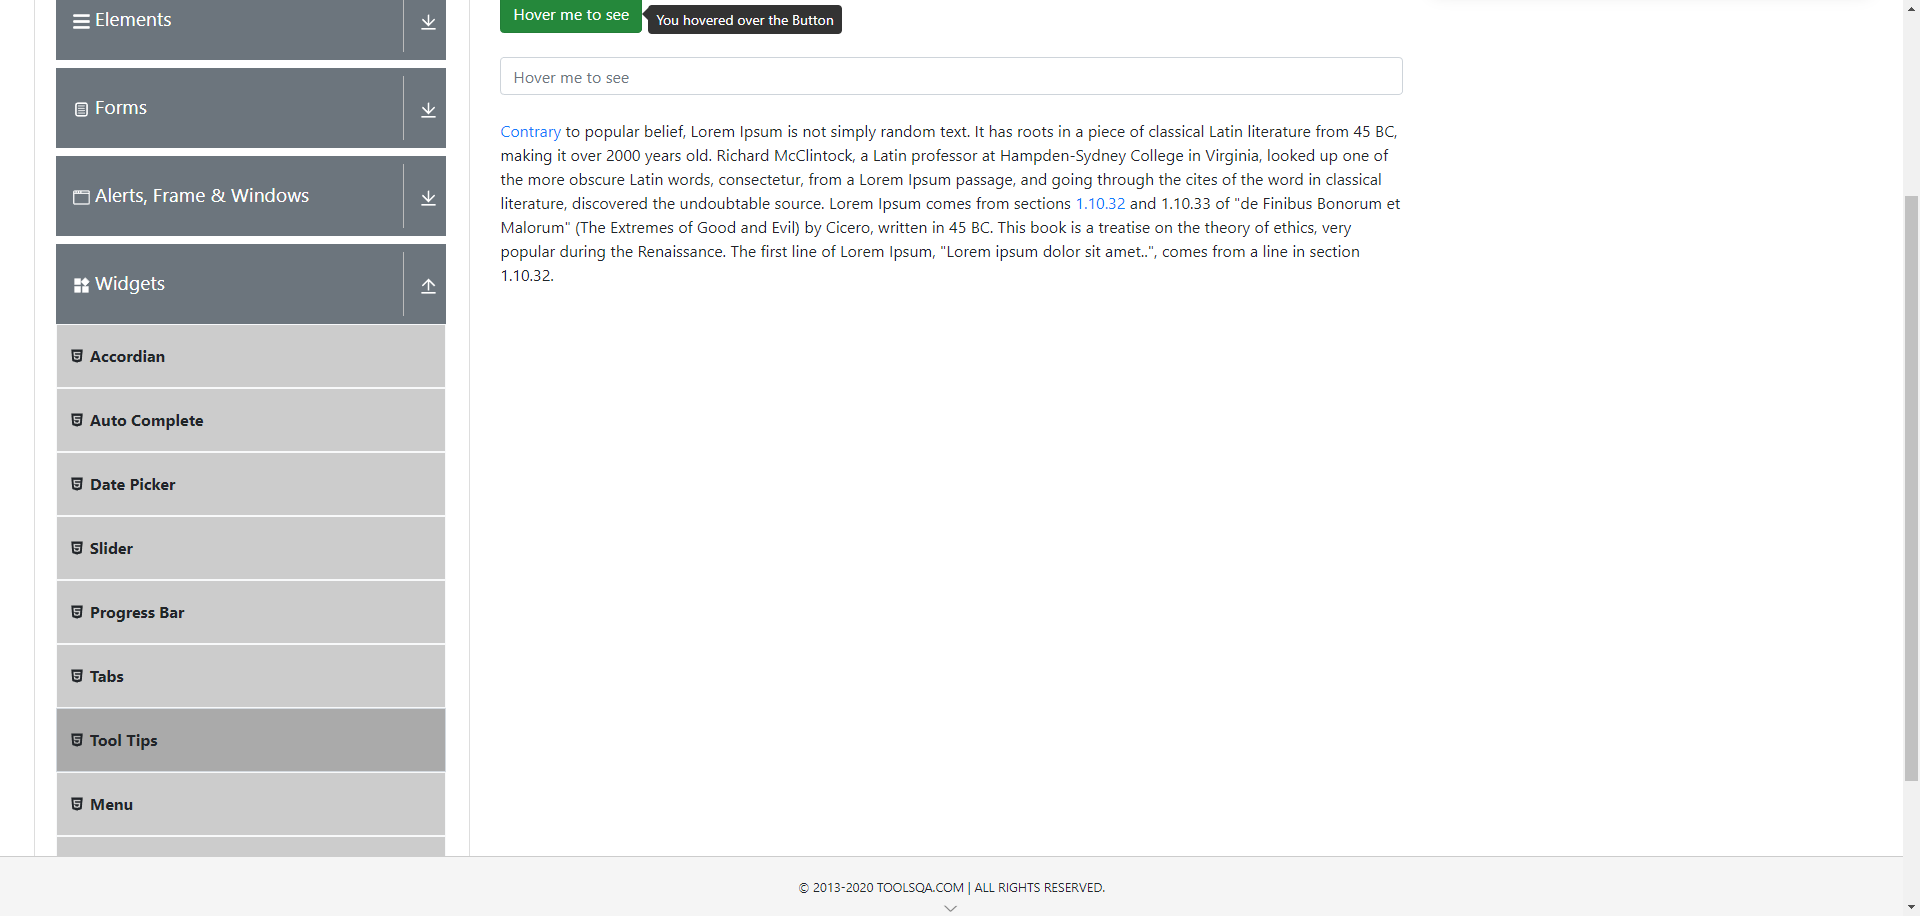 Elements
Forms
Alerts, Frame & Windows
Widgets
Accordian
Auto Complete
Date Picker
Slider
Progress Bar
Tabs
Tool Tips
Menu
Hover me to see
You hovered over the Button
Hover me to see
Contrary to popular belief, Lorem Ipsum is not simply random text. It has roots in a piece of classical Latin literature from 45 BC,
making it over 2000 years old. Richard McClintock, a Latin professor at Hampden-Sydney College in Virginia, looked up one of
the more obscure Latin words, consectetur, from a Lorem Ipsum passage, and going through the cites of the word in classical
literature, discovered the undoubtable source. Lorem Ipsum comes from sections 1.10.32 and 1.10.33 of "de Finibus Bonorum et
Malorum" (The Extremes of Good and Evil) by Cicero, written in 45 BC. This book is a treatise on the theory of ethics, very
popular during the Renaissance. The first line of Lorem Ipsum, "Lorem ipsum dolor sit amet..", comes from a line in section
1.10.32.
© 2013-2020 TOOLSQA.COM | ALL RIGHTS RESERVED.